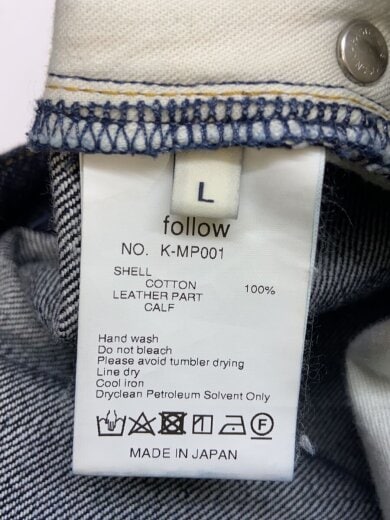 L
follow
NO. K-MP001
SHELL
COTTON 100%
LEATHER PART
CALF
Hand wash
Do not bleach
Please avoid tumbler drying
Line dry
Cool iron
Dryclean Petroleum Solvent Only
F
MADE IN JAPAN